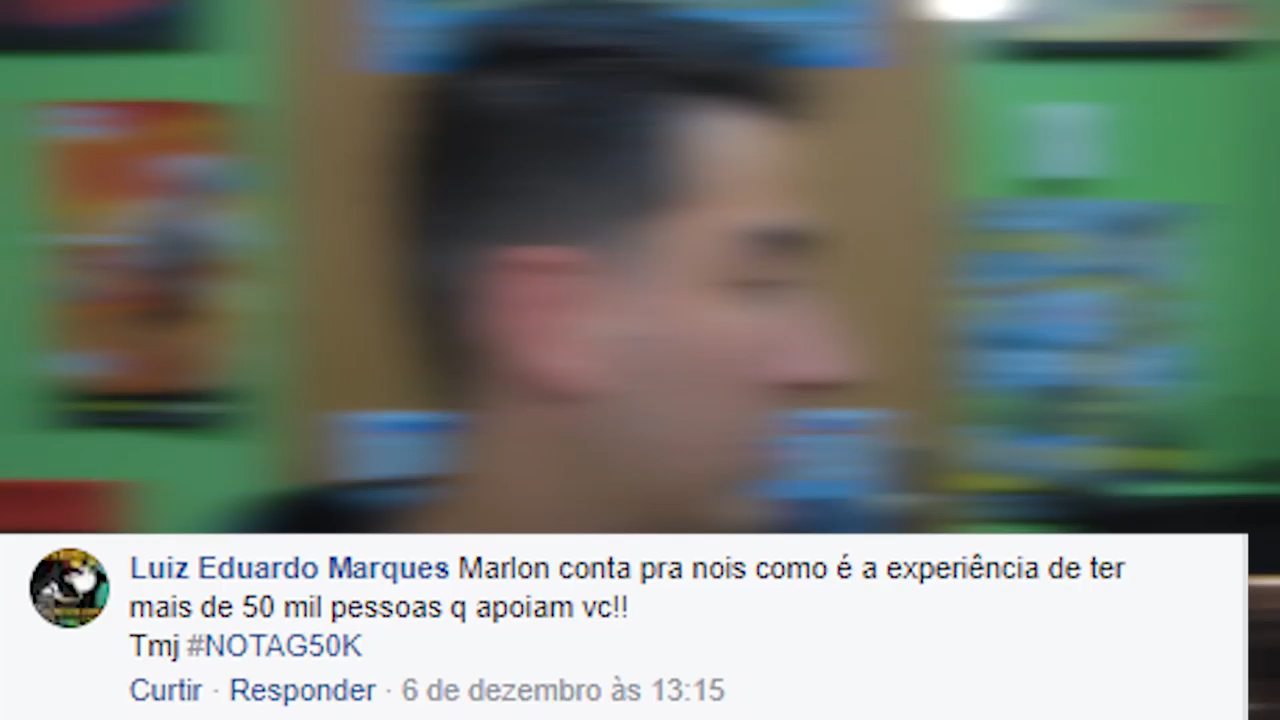 Luiz Eduardo Marques Marlon conta pra nois como é a experiência de ter
mais de 50 mil pessoas q apoiam vc!!
Tmj #NOTAG50K
Curtir · Responder · 6 de dezembro às 13:15